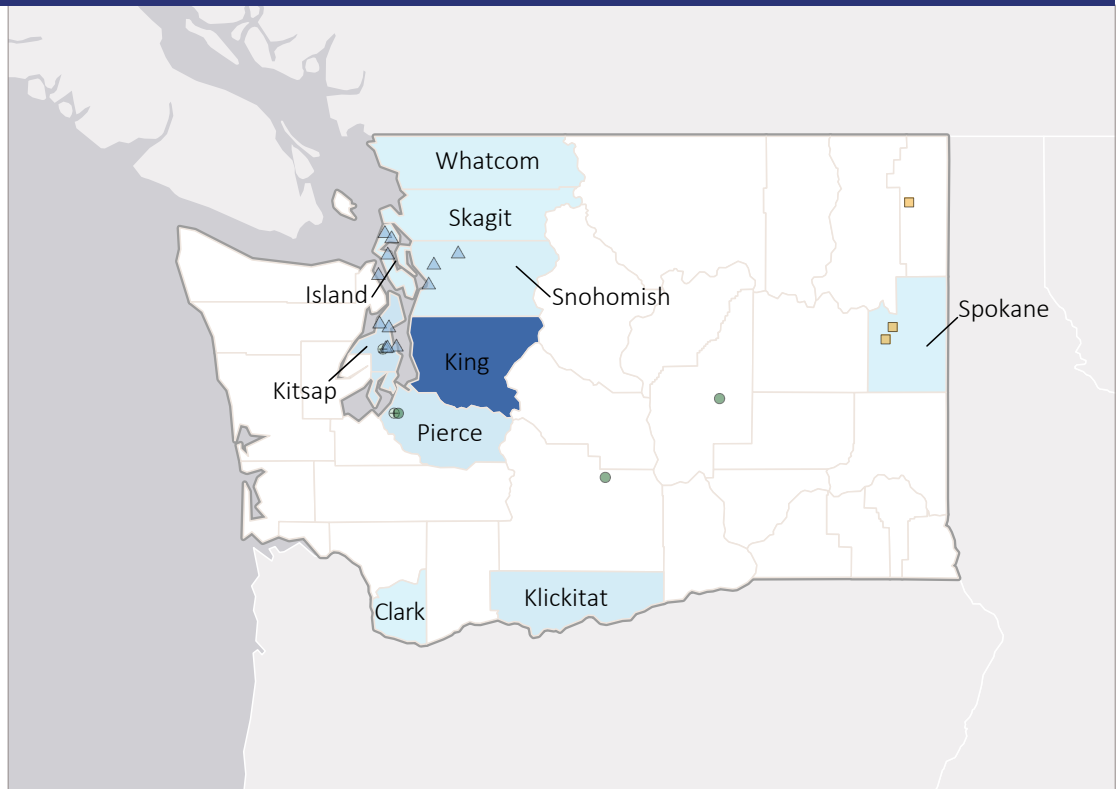 Whatcom
Skagit
Island
Snohomish
Spokane
King
Kitsap
Pierce
Klickitat
Clark